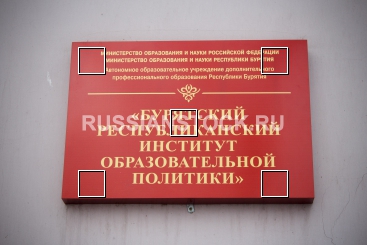 МИНИСТЕРСТВО ОБРАЗОВАНИЯ И НАУКИ РОССИЙСКОЙ ФЕДЕРАЦИИ
МИНИСТЕРСТВО ОБРАЗОВАНИЯ И НАУКИ РЕСПУБЛИКИ БУРЯТИЯ
Автономное образовательное учреждение дополнительного
профессионального образования Республики Бурятия
«БУРЯТСКИЙ
RUSSIANSTOCK.RU
РЕСПУБЛИКАНСКИЙ
ИНСТИТУТ
ОБРАЗОВАТЕЛЬНОЙ
ПОЛИТИКИ»